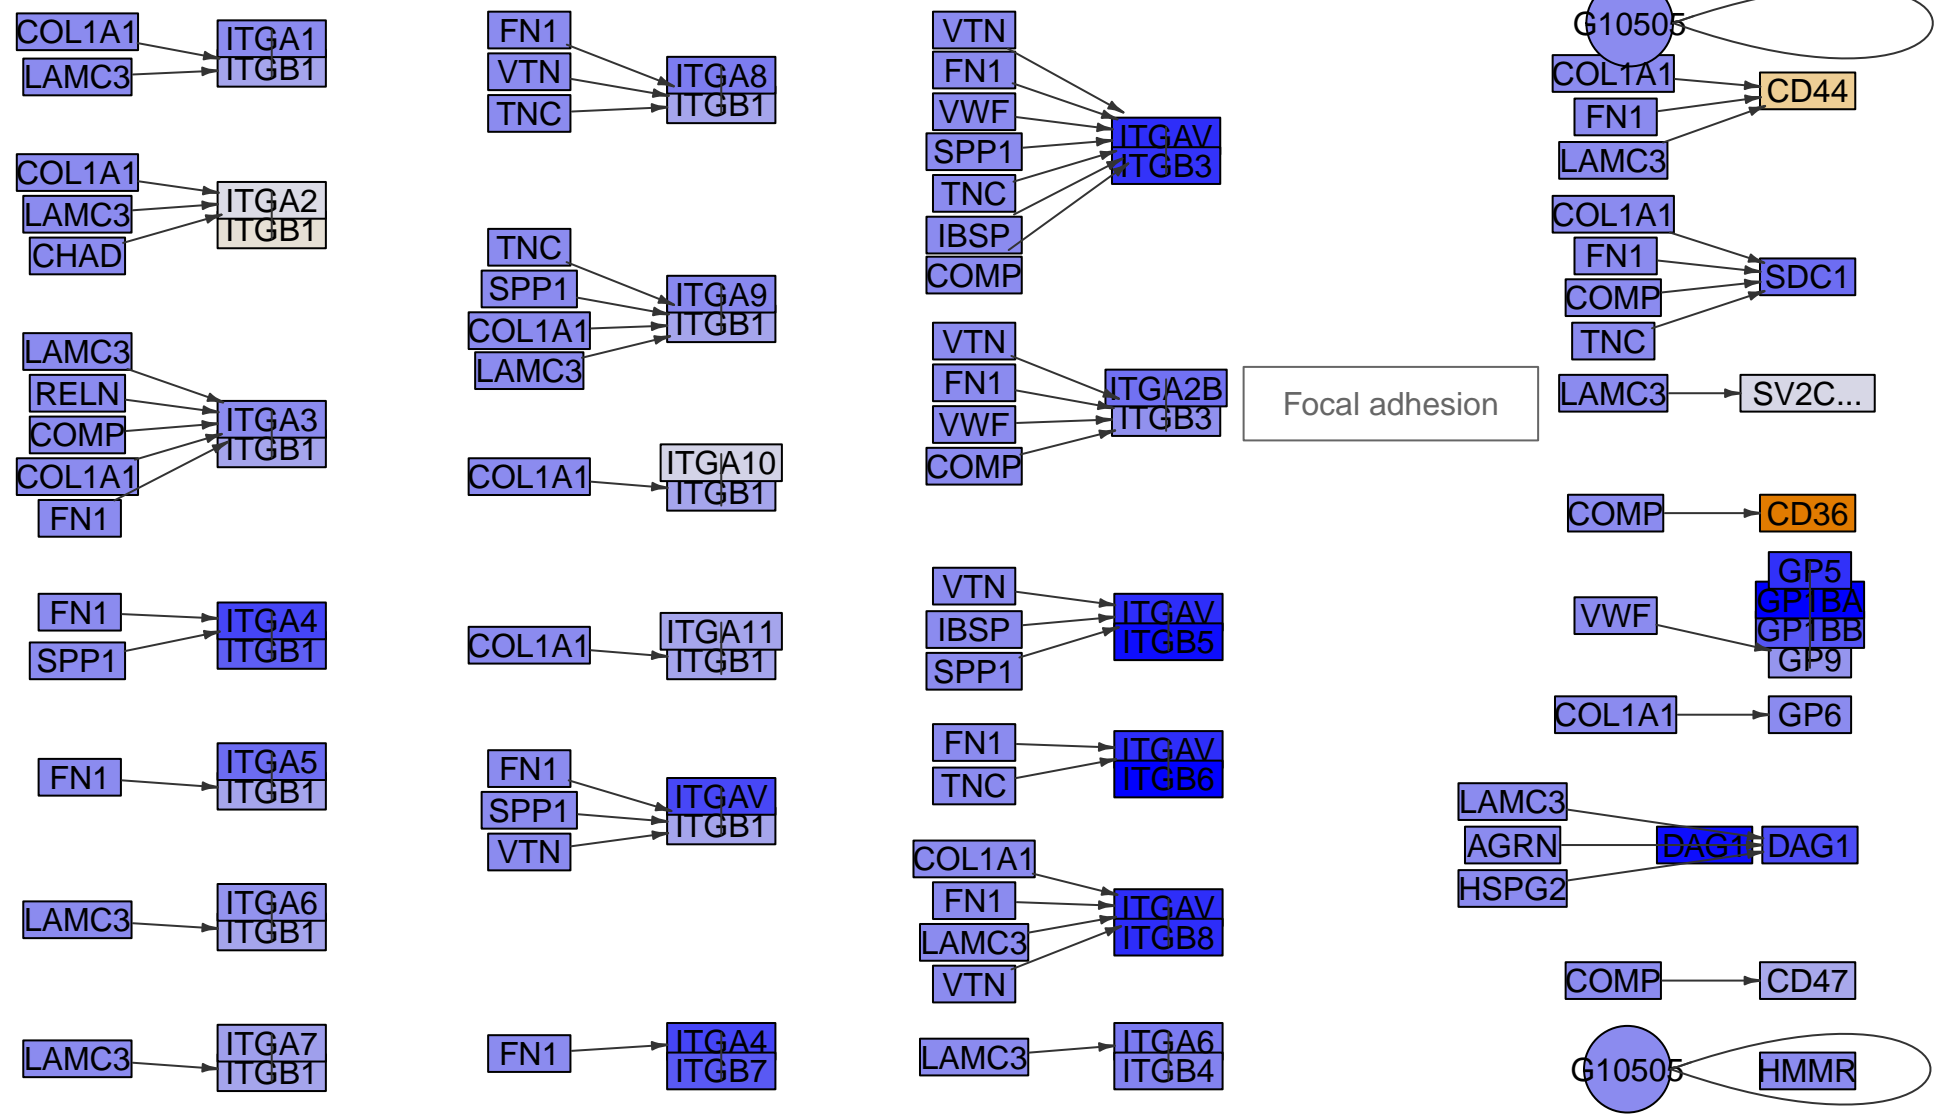 COL1A1
LAMC3
ITGA1
ITGB1
COL1A1
LAMC3
CHAD
ITGA2
ITGB1
LAMC3
RELN
COMP
COL1A1
FN1
ITGA3
ITGB1
FN1
SPP1
ITGA4
ITGB1
FN1
ITGA5
ITGB1
LAMC3
ITGA6
ITGB1
LAMC3
ITGA7
ITGB1
FN1
VTN
TNC
ITGA8
ITGB1
TNC
SPP1
COL1A1
LAMC3
ITGA9
ITGB1
COL1A1
ITGA10
ITGB1
COL1A1
ITGA11
ITGB1
FN1
SPP1
VTN
ITGAV
ITGB1
FN1
ITGA4
ITGB7
VTN
FN1
VWF
SPP1
TNC
IBSP
COMP
ITGAV
ITGB3
VTN
FN1
VWF
COMP
ITGA2B
ITGB3
Focal adhesion
VTN
IBSP
SPP1
ITGAV
ITGB5
FN1
TNC
ITGAV
ITGB6
COL1A1
FN1
LAMC3
VTN
ITGAV
ITGB8
LAMC3
ITGA6
ITGB4
G10505
COL1A1
FN1
LAMC3
CD44
COL1A1
FN1
COMP
TNC
SDC1
LAMC3
SV2C...
COMP
CD36
VWF
GP5
GP1BA
GP1BB
GP9
COL1A1
GP6
LAMC3
AGRN
HSPG2
DAG1
DAG1
COMP
CD47
G10505
HMMR